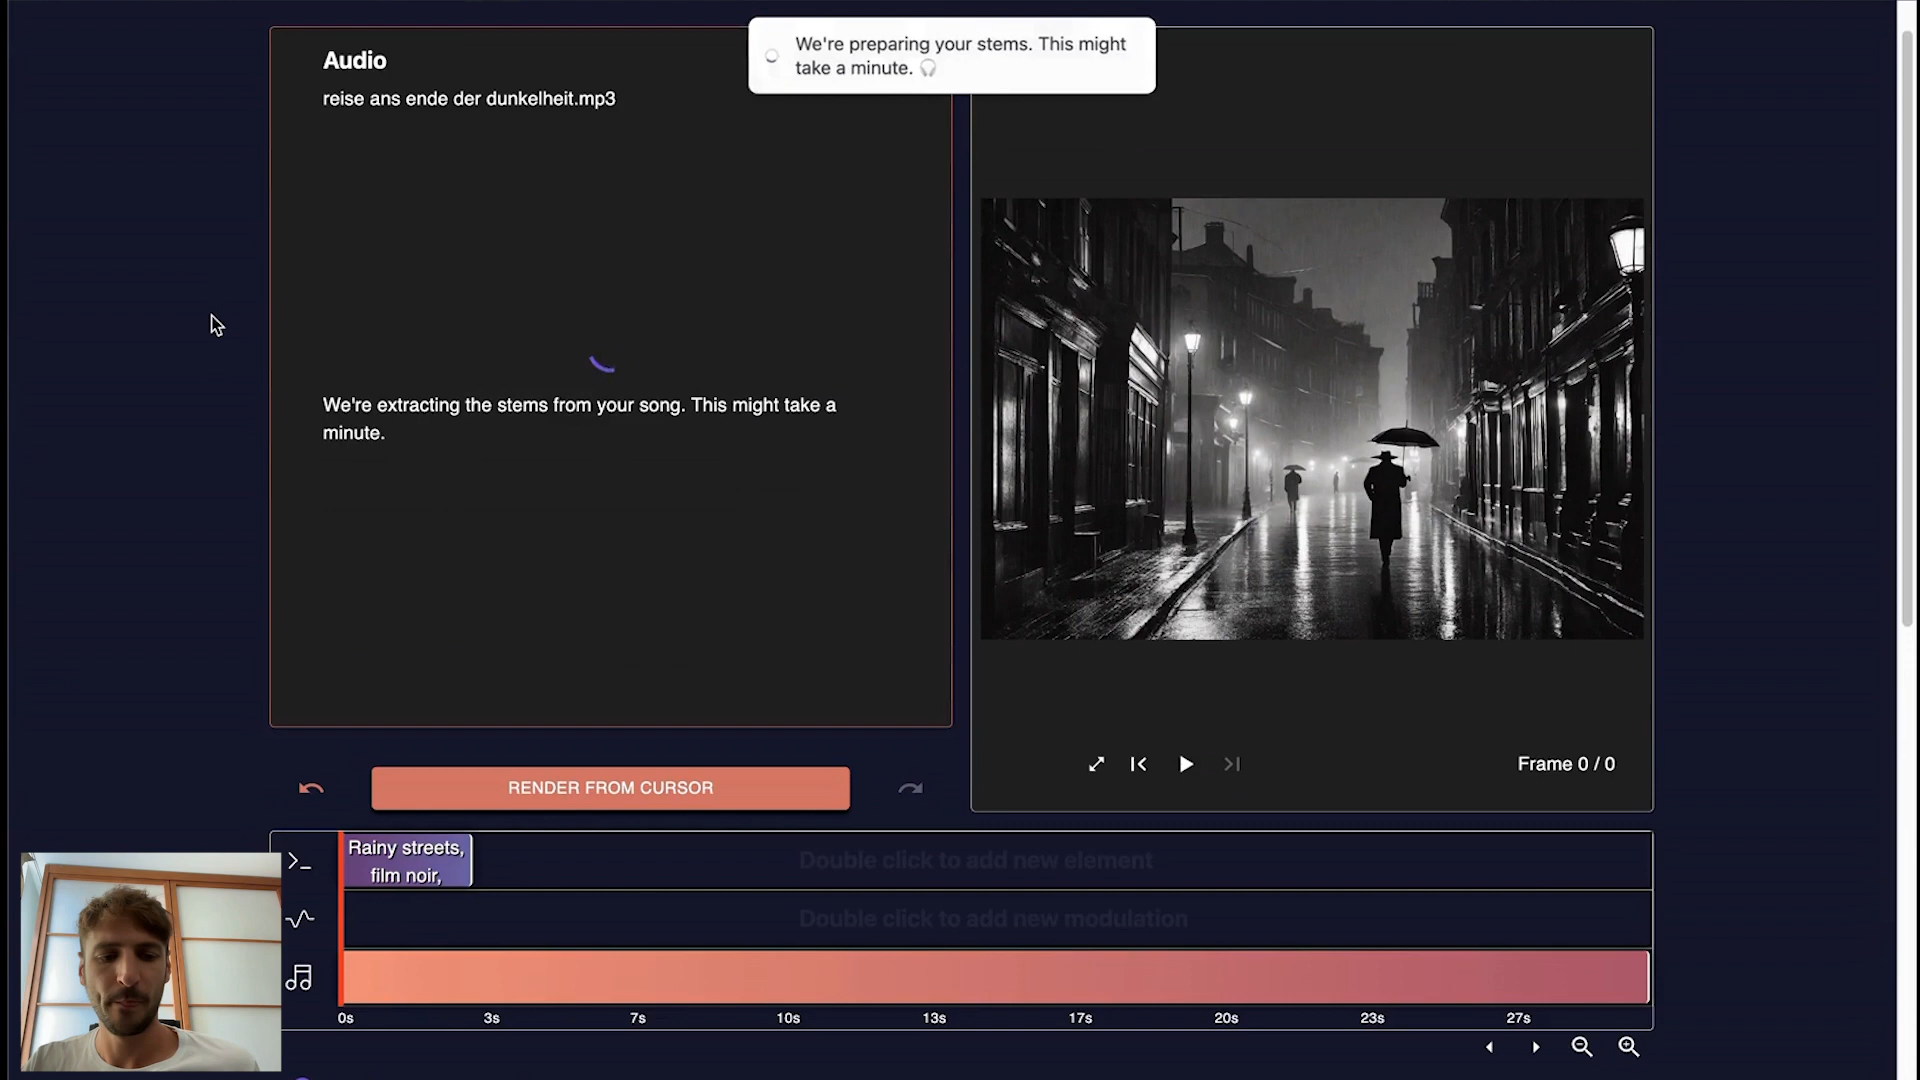 We're preparing your stems. This might
take a minute. 🎧
Audio
reise ans ende der dunkelheit.mp3
We're extracting the stems from your song. This might take a
minute.
Frame 0 / 0
RENDER FROM CURSOR
Rainy streets,
film noir,
Double click to add new element
Double click to add new modulation
0s 3s 7s 10s 13s 17s 20s 23s 27s